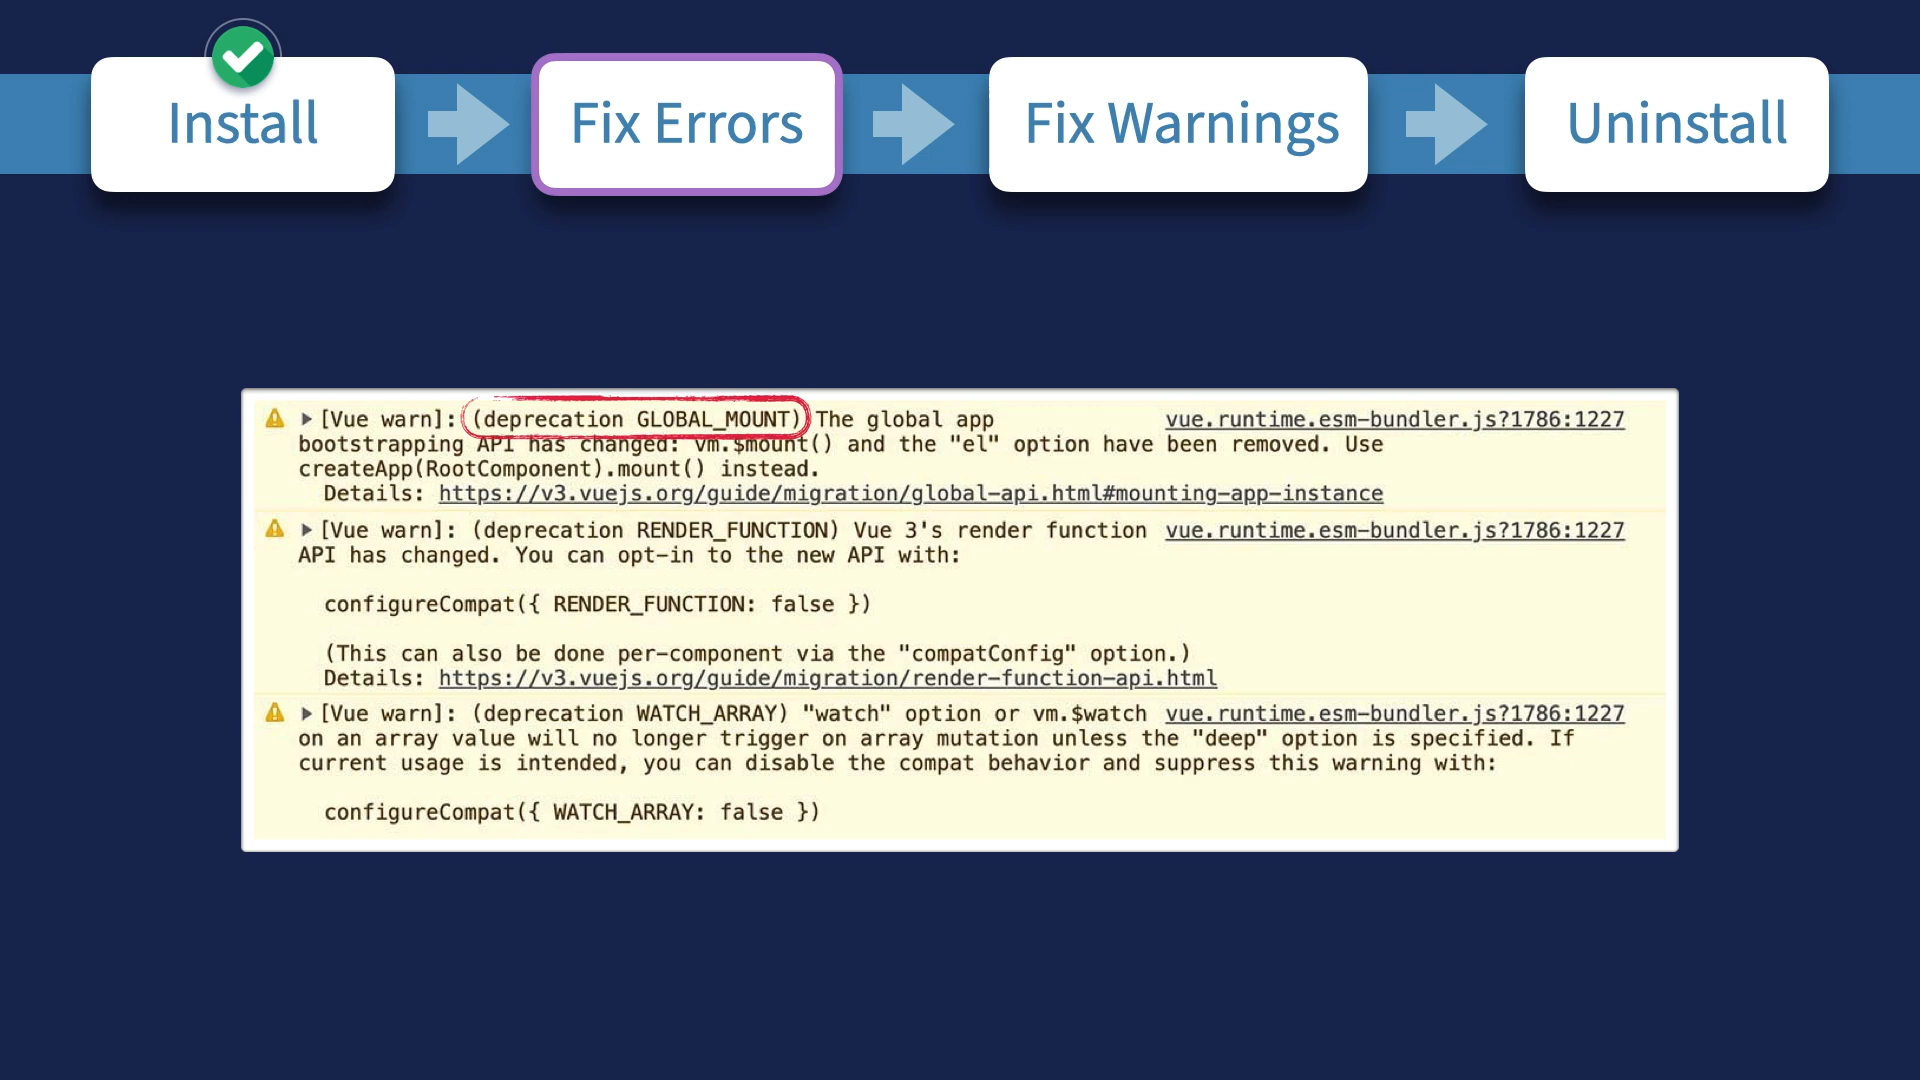 Install
Fix Errors
Fix Warnings
Uninstall
[Vue warn]: (deprecation GLOBAL_MOUNT) The global app vue.runtime.esm-bundler.js?1786:1227
bootstrapping API has changed: vm.$mount() and the "el" option have been removed. Use
createApp(RootComponent).mount() instead.
Details: https://v3.vuejs.org/guide/migration/global-api.html#mounting-app-instance
[Vue warn]: (deprecation RENDER_FUNCTION) Vue 3's render function vue.runtime.esm-bundler.js?1786:1227
API has changed. You can opt-in to the new API with:
configureCompat({ RENDER_FUNCTION: false })
(This can also be done per-component via the "compatConfig" option.)
Details: https://v3.vuejs.org/guide/migration/render-function-api.html
[Vue warn]: (deprecation WATCH_ARRAY) "watch" option or vm.$watch vue.runtime.esm-bundler.js?1786:1227
on an array value will no longer trigger on array mutation unless the "deep" option is specified. If
current usage is intended, you can disable the compat behavior and suppress this warning with:
configureCompat({ WATCH_ARRAY: false })